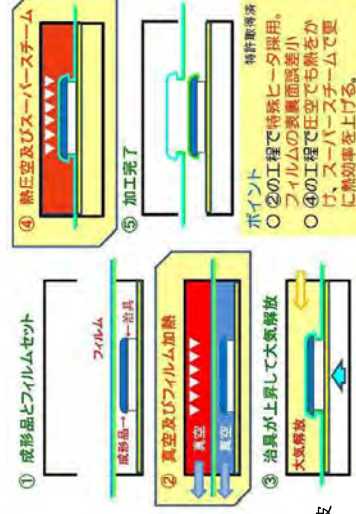 ① 成形品とフィルムセット
フィルム
成形品→
←治具
② 真空及びフィルム加熱
真空
真空
③ 治具が上昇して大気解放
大気解放
④ 熱圧空及びスーパースチーム
⑤ 加工完了
ポイント
特許取得済
○ ②の工程で特殊ヒータ採用。
フィルムの表裏面誤差小
○ ④の工程で圧空でも熱をか
け、スーパースチームで更
に熱効率を上げる。